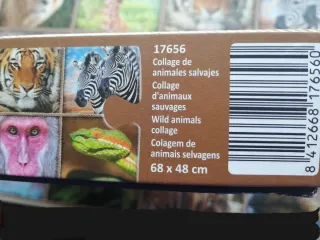 17656
Collage de
animales salvajes
Collage
d'animaux
sauvages
Wild animals
collage
Colagem de
animais selvagens
68 x 48 cm
8 412668 176560